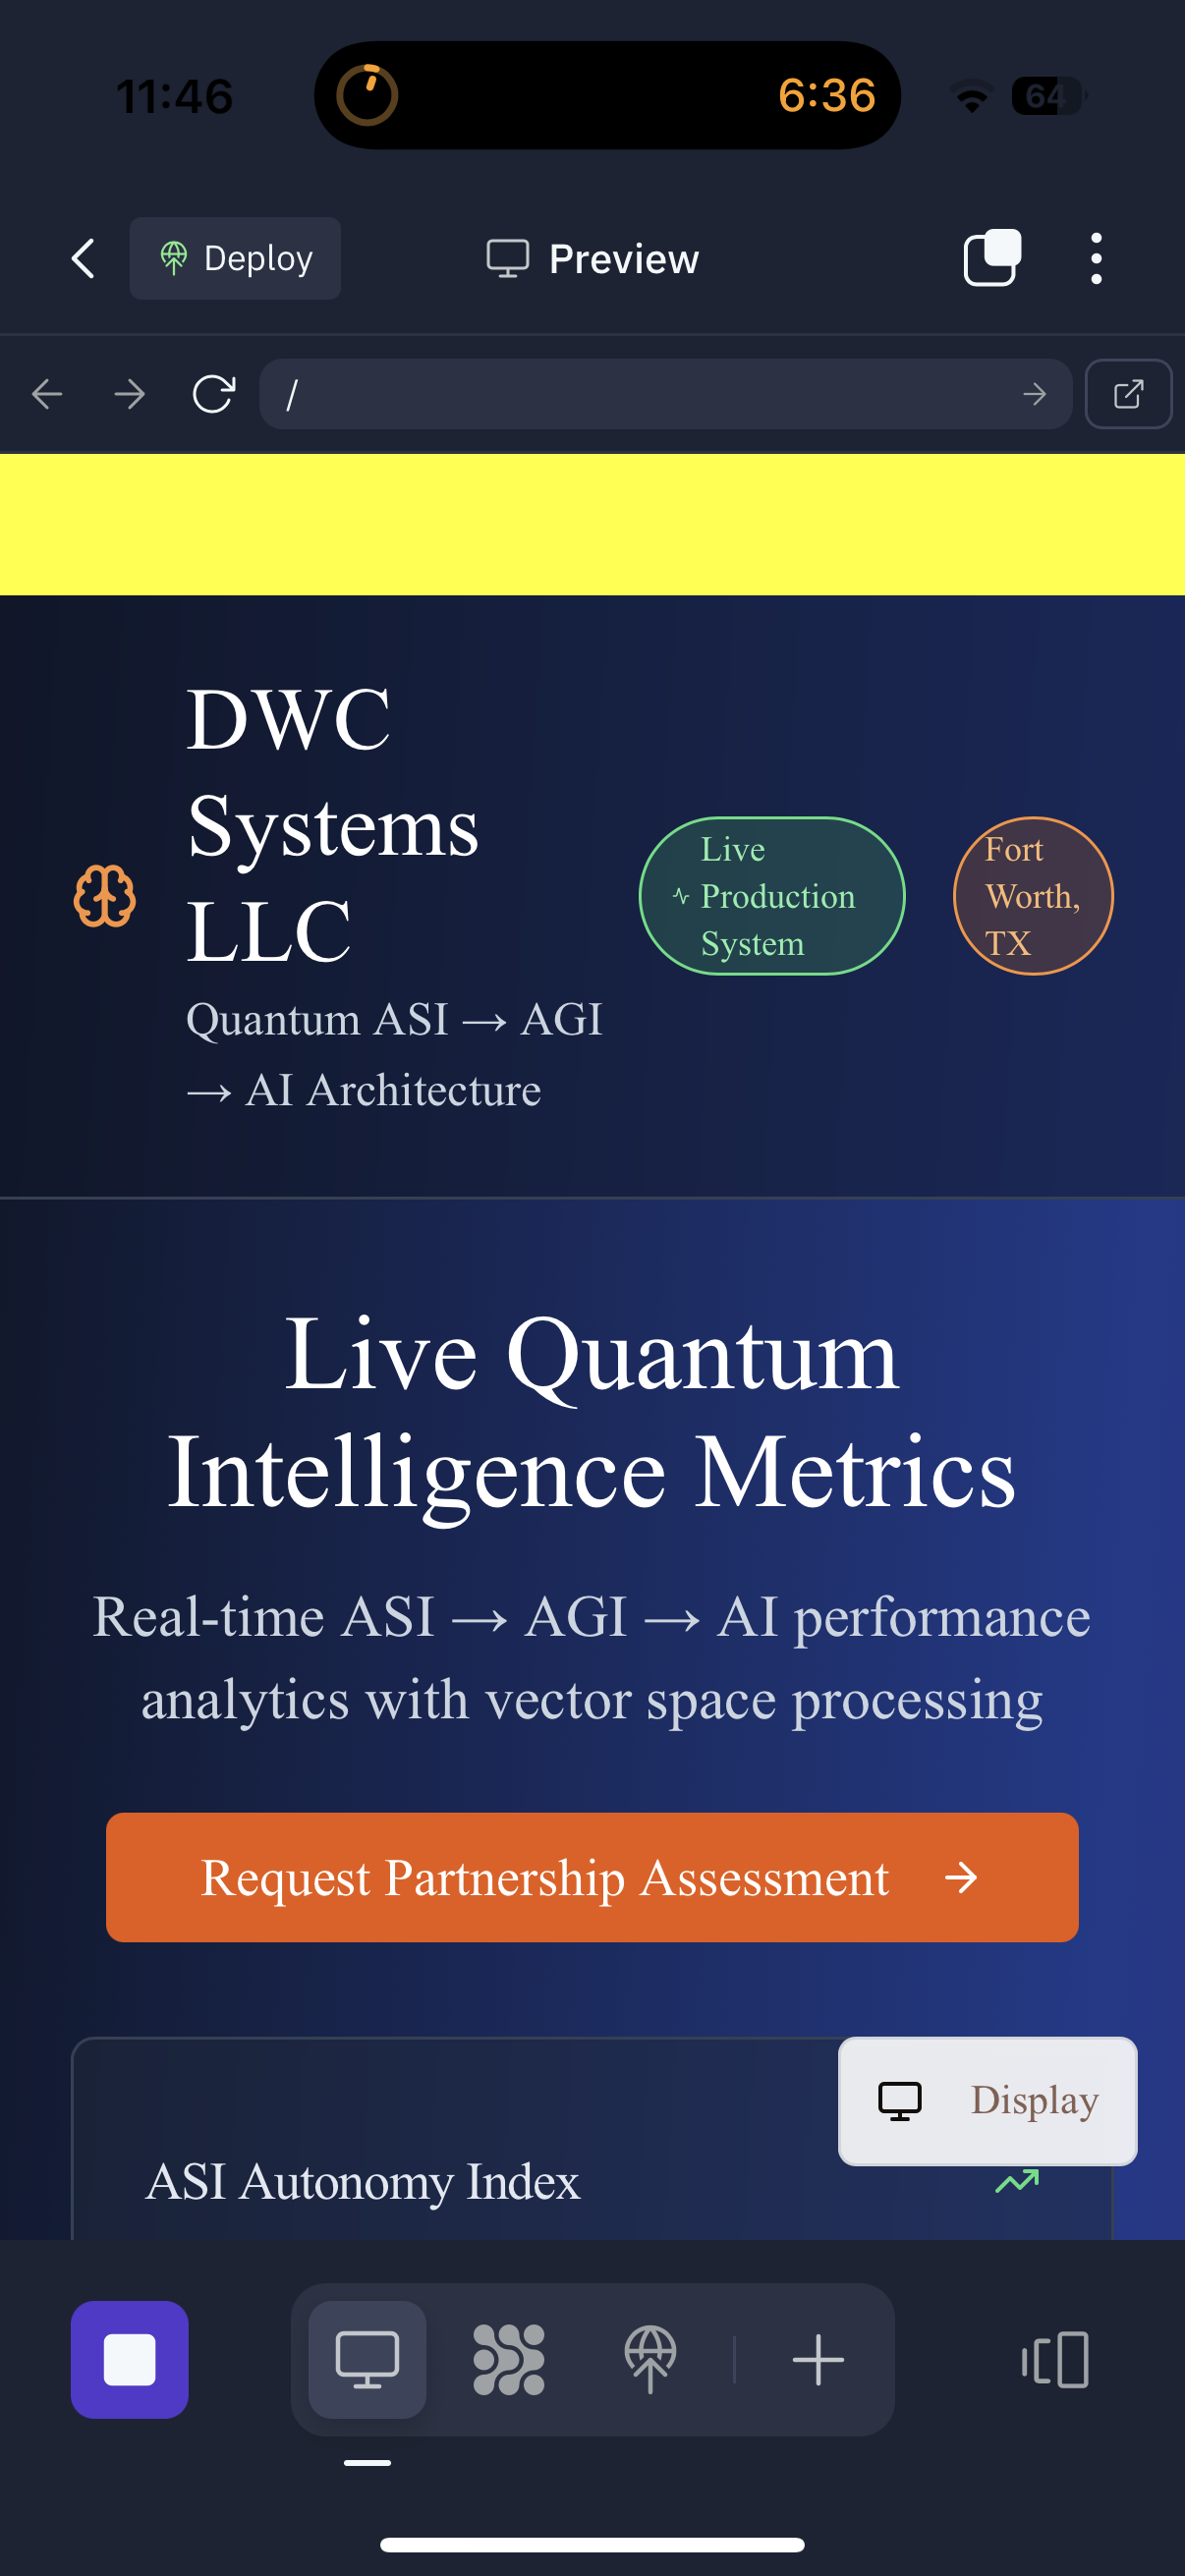 11:46
6:36
64
Deploy
Preview
/
DWC
Systems
LLC
Quantum ASI → AGI
→ AI Architecture
Live
Production
System
Fort
Worth,
TX
Live Quantum
Intelligence Metrics
Real-time ASI → AGI → AI performance
analytics with vector space processing
Request Partnership Assessment
Display
ASI Autonomy Index